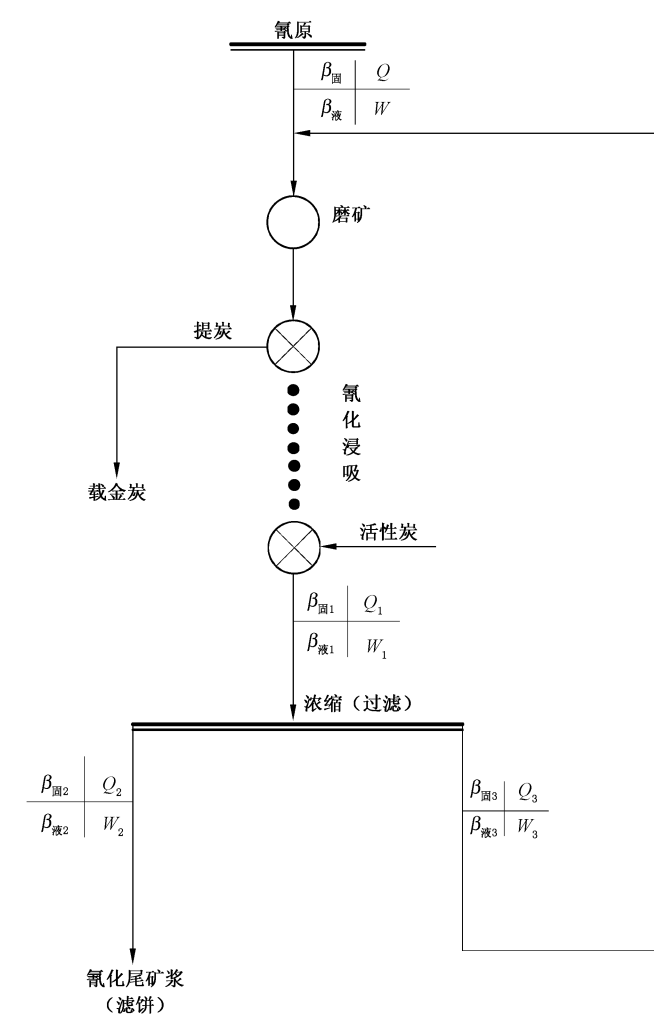 氰原
β固 Q
β液 W
磨矿
提炭
氰化浸吸
载金炭
活性炭
β固1 Q1
β液1 W1
浓缩（过滤）
β固2 Q2
β液2 W2
β固3 Q3
β液3 W3
氰化尾矿浆
（滤饼）